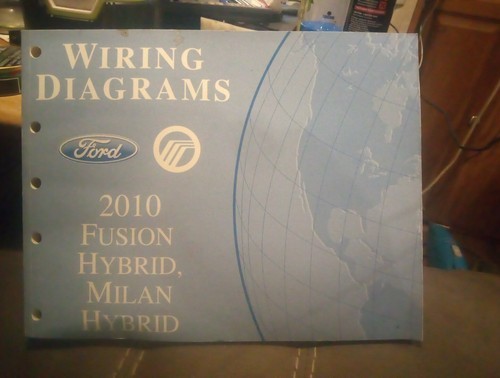 WIRING
DIAGRAMS
Ford
2010
FUSION
HYBRID,
MILAN
HYBRID